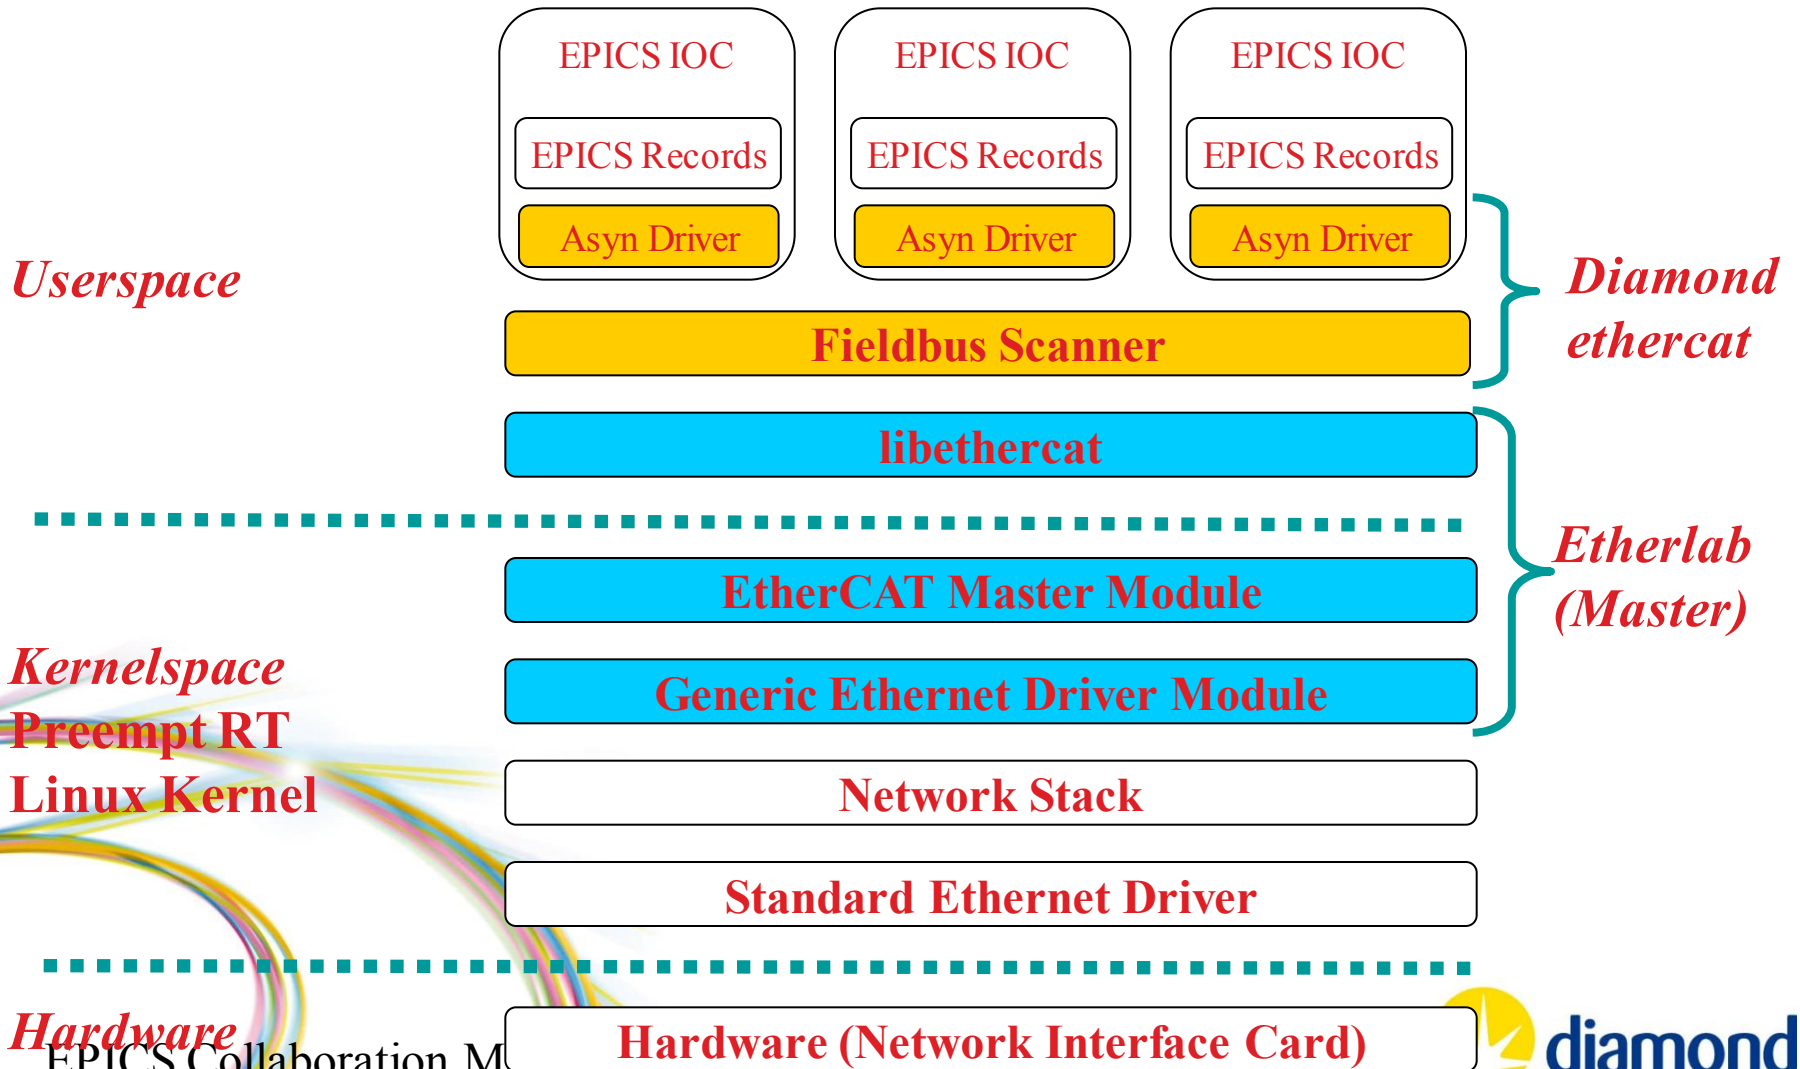 EPICS IOC EPICS IOC EPICS IOC
EPICS Records EPICS Records EPICS Records
Asyn Driver Asyn Driver Asyn Driver
Userspace
Diamond
ethercat
Fieldbus Scanner
libethercat
Etherlab
(Master)
EtherCAT Master Module
Kernelspace
Preempt RT
Linux Kernel
Generic Ethernet Driver Module
Network Stack
Standard Ethernet Driver
Hardware
Hardware (Network Interface Card)
EPICS Collaboration M
diamond